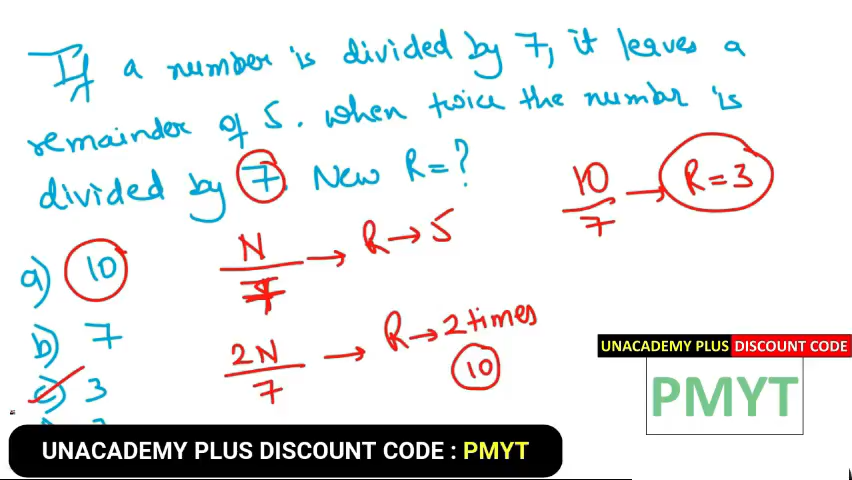 If a number is divided by 7, it leaves a
remainder of 5. when twice the number is
divided by 7. New R = ?
10/7 → R = 3
a) 10
N/7 → R → 5
b) 7
2N/7 → R → 2 times
10
c) 3
UNACADEMY PLUS DISCOUNT CODE
PMYT
UNACADEMY PLUS DISCOUNT CODE : PMYT